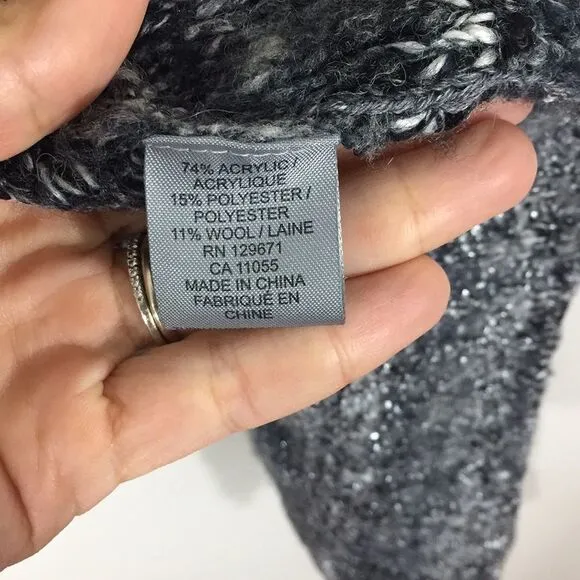 74% ACRYLIC /
ACRYLIQUE
15% POLYESTER /
POLYESTER
11% WOOL / LAINE
RN 129671
CA 11055
MADE IN CHINA
FABRIQUÉ EN
CHINE